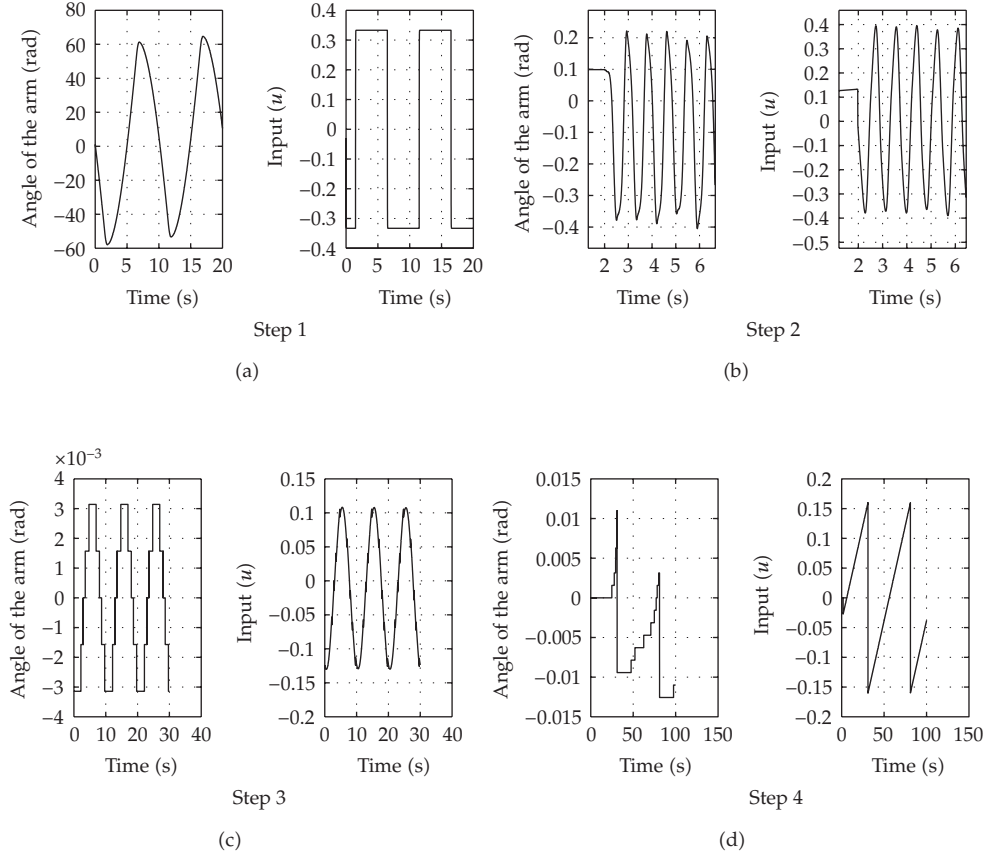 Angle of the arm (rad)
80
60
40
20
0
−20
−40
−60
0 5 10 15 20
Time (s)
Input (u)
0.4
0.3
0.2
0.1
0
−0.1
−0.2
−0.3
−0.4
0 5 10 15 20
Time (s)
Step 1
(a)
Angle of the arm (rad)
0.2
0.1
0
−0.1
−0.2
−0.3
−0.4
2 3 4 5 6
Time (s)
Input (u)
0.4
0.3
0.2
0.1
0
−0.1
−0.2
−0.3
−0.4
−0.5
2 3 4 5 6
Time (s)
Step 2
(b)
×10−3
Angle of the arm (rad)
4
3
2
1
0
−1
−2
−3
−4
0 10 20 30 40
Time (s)
Input (u)
0.15
0.1
0.05
0
−0.05
−0.1
−0.15
−0.2
0 10 20 30 40
Time (s)
Step 3
(c)
Angle of the arm (rad)
0.015
0.01
0.005
0
−0.005
−0.01
−0.015
0 50 100 150
Time (s)
Input (u)
0.2
0.15
0.1
0.05
0
−0.05
−0.1
−0.15
−0.2
0 50 100 150
Time (s)
Step 4
(d)